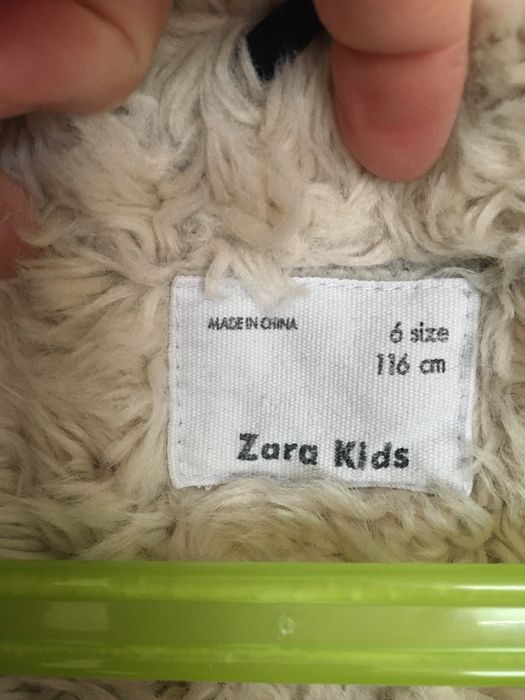 MADE IN CHINA
6 size
116 cm
Zara Kids